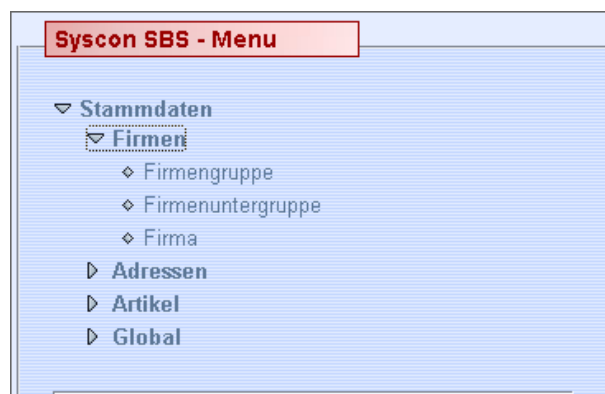 Syscon SBS - Menu
Stammdaten
Firmen
Firmengruppe
Firmenuntergruppe
Firma
Adressen
Artikel
Global